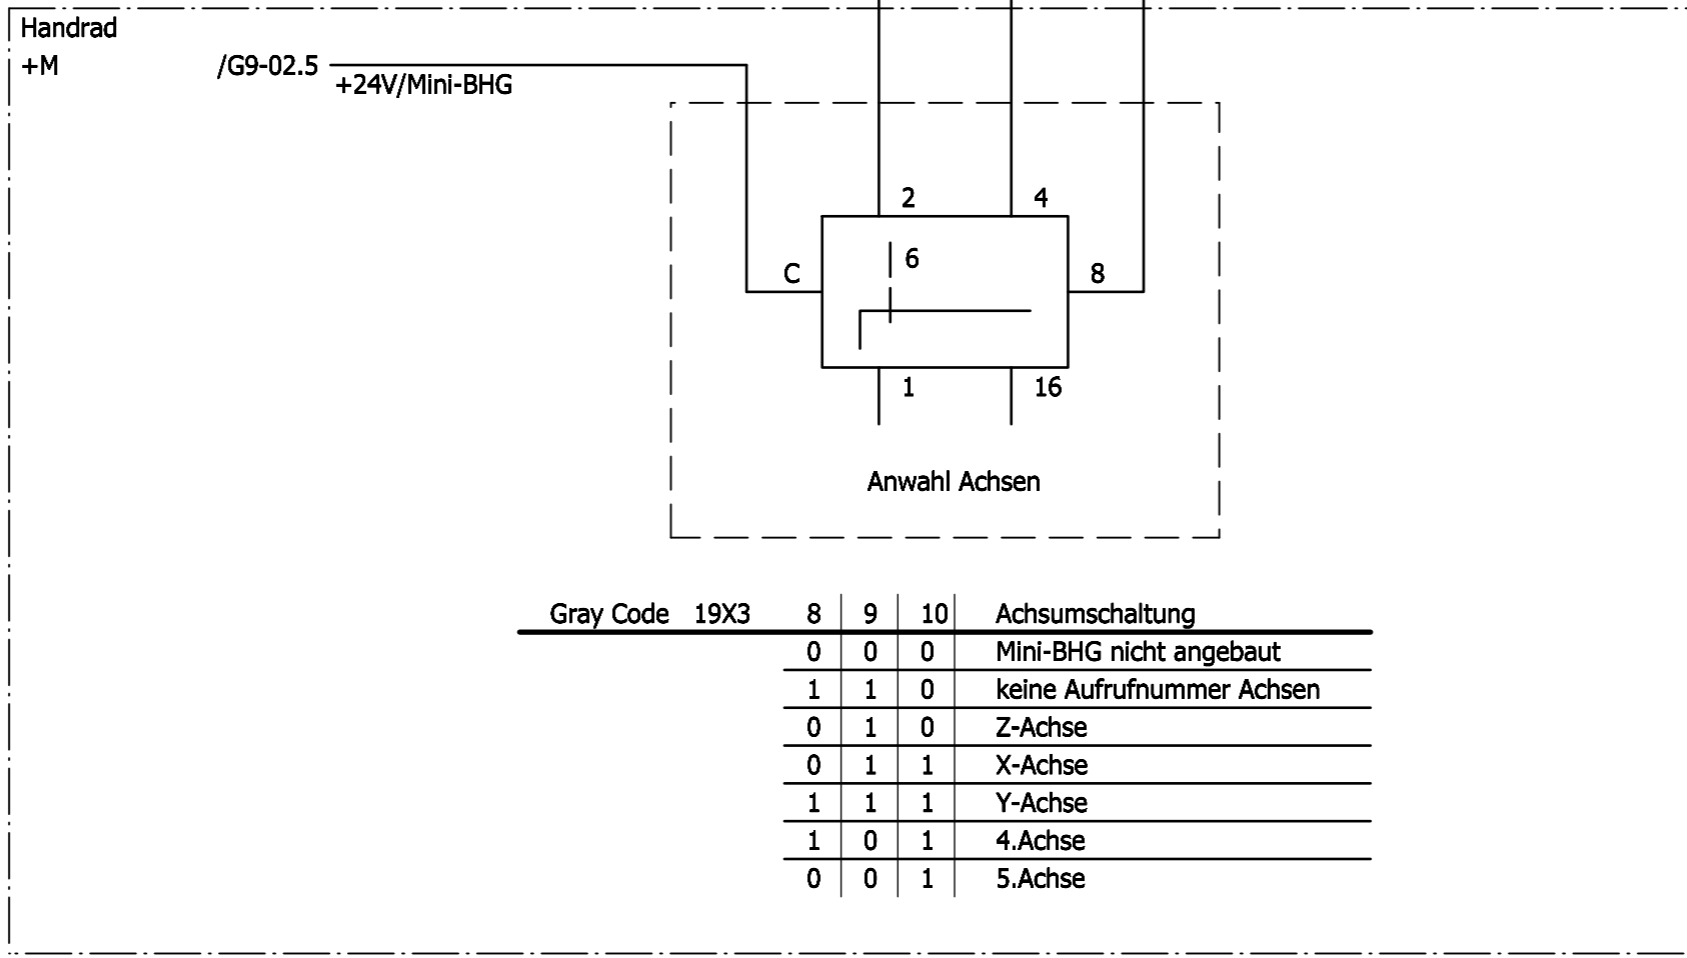 Handrad
+M /G9-02.5
+24V/Mini-BHG
2 4
6
C 8
1 16
Anwahl Achsen
Gray Code 19X3 8 9 10 Achsumschaltung
0 0 0 Mini-BHG nicht angebaut
1 1 0 keine Aufrufnummer Achsen
0 1 0 Z-Achse
0 1 1 X-Achse
1 1 1 Y-Achse
1 0 1 4.Achse
0 0 1 5.Achse